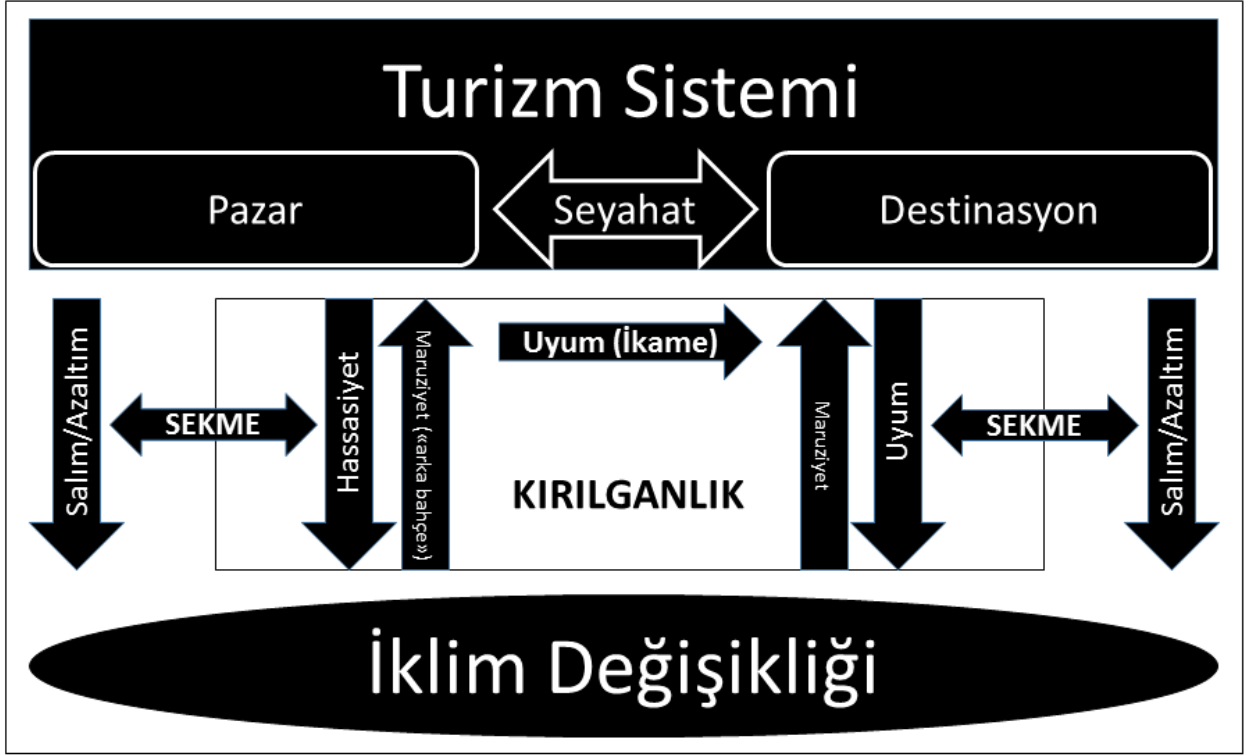 Turizm Sistemi
Pazar
Seyahat
Destinasyon
Salım/Azaltım
SEKME
Hassasiyet
Maruziyet («arka bahçe»)
Uyum (İkame)
KIRILGANLIK
Maruziyet
Uyum
SEKME
Salım/Azaltım
İklim Değişikliği